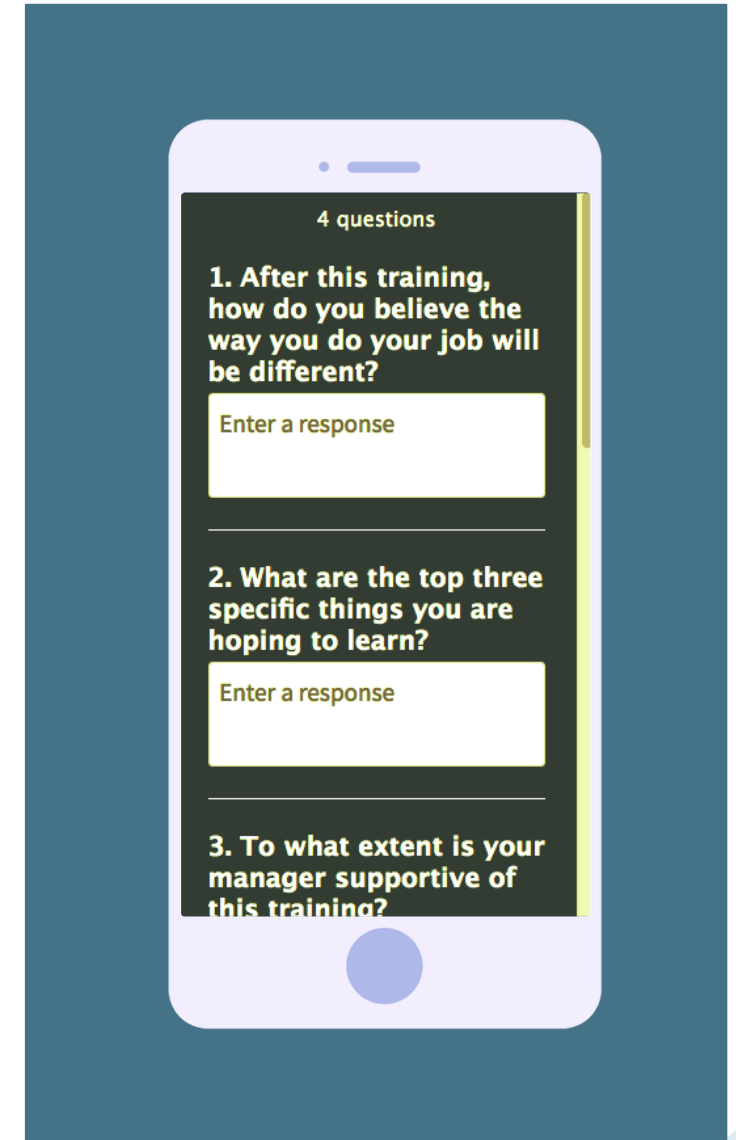 4 questions
1. After this training,
how do you believe the
way you do your job will
be different?
Enter a response
2. What are the top three
specific things you are
hoping to learn?
Enter a response
3. To what extent is your
manager supportive of
this training?